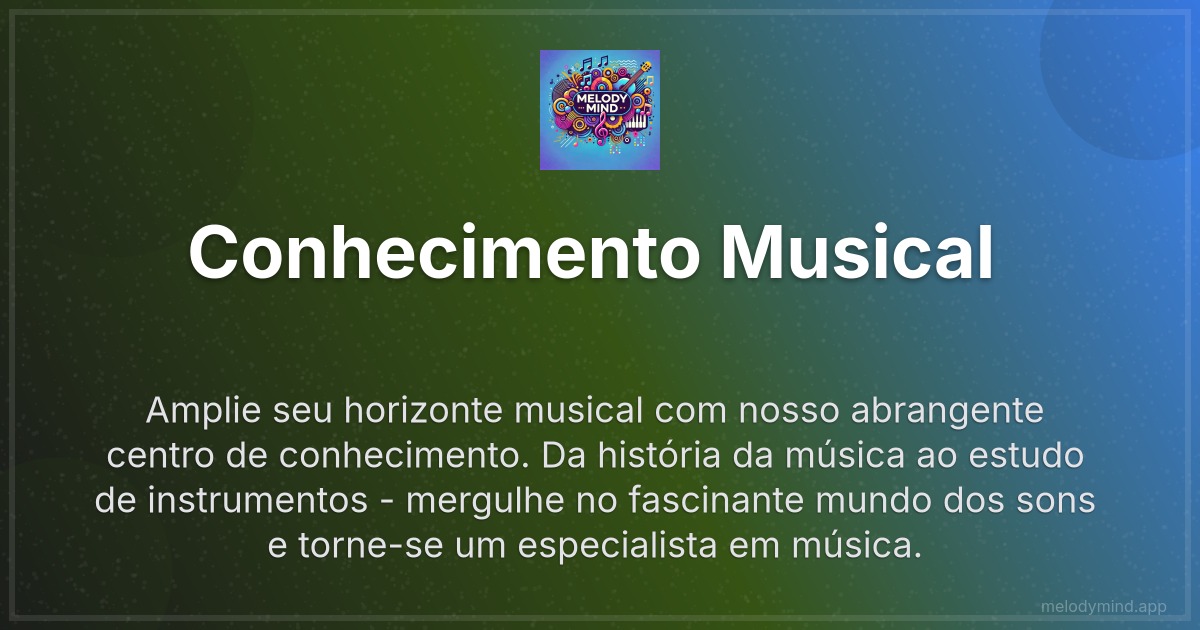 MELODY
MIND
Conhecimento Musical
Amplie seu horizonte musical com nosso abrangente
centro de conhecimento. Da história da música ao estudo
de instrumentos - mergulhe no fascinante mundo dos sons
e torne-se um especialista em música.
melodymind.app